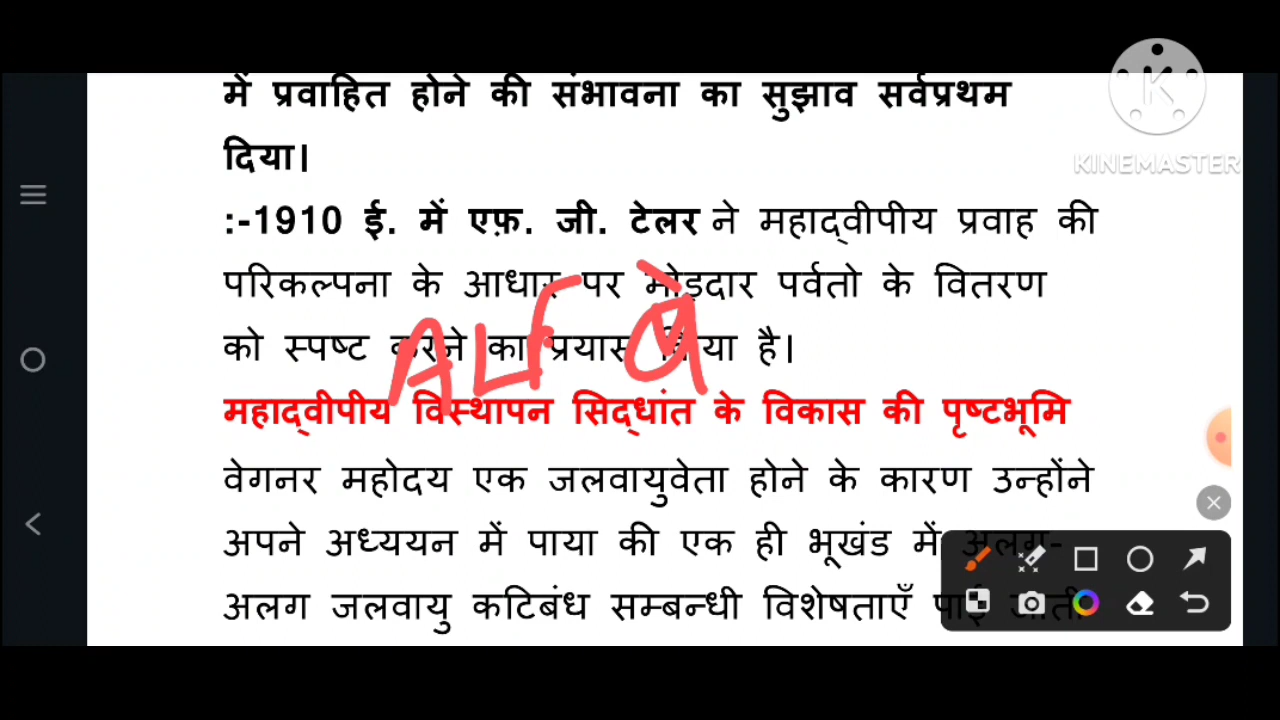 में प्रवाहित होने की संभावना का सुझाव सर्वप्रथम
दिया।
:-1910 ई. में एफ़. जी. टेलर ने महाद्वीपीय प्रवाह की
परिकल्पना के आधार पर मोड़दार पर्वतो के वितरण
को स्पष्ट करने का प्रयास किया है।
महाद्वीपीय विस्थापन सिद्धांत के विकास की पृष्टभूमि
वेगनर महोदय एक जलवायुवेता होने के कारण उन्होंने
अपने अध्ययन में पाया की एक ही भूखंड में अलग-
अलग जलवायु कटिबंध सम्बन्धी विशेषताएँ पाई जाती
KINEMASTER